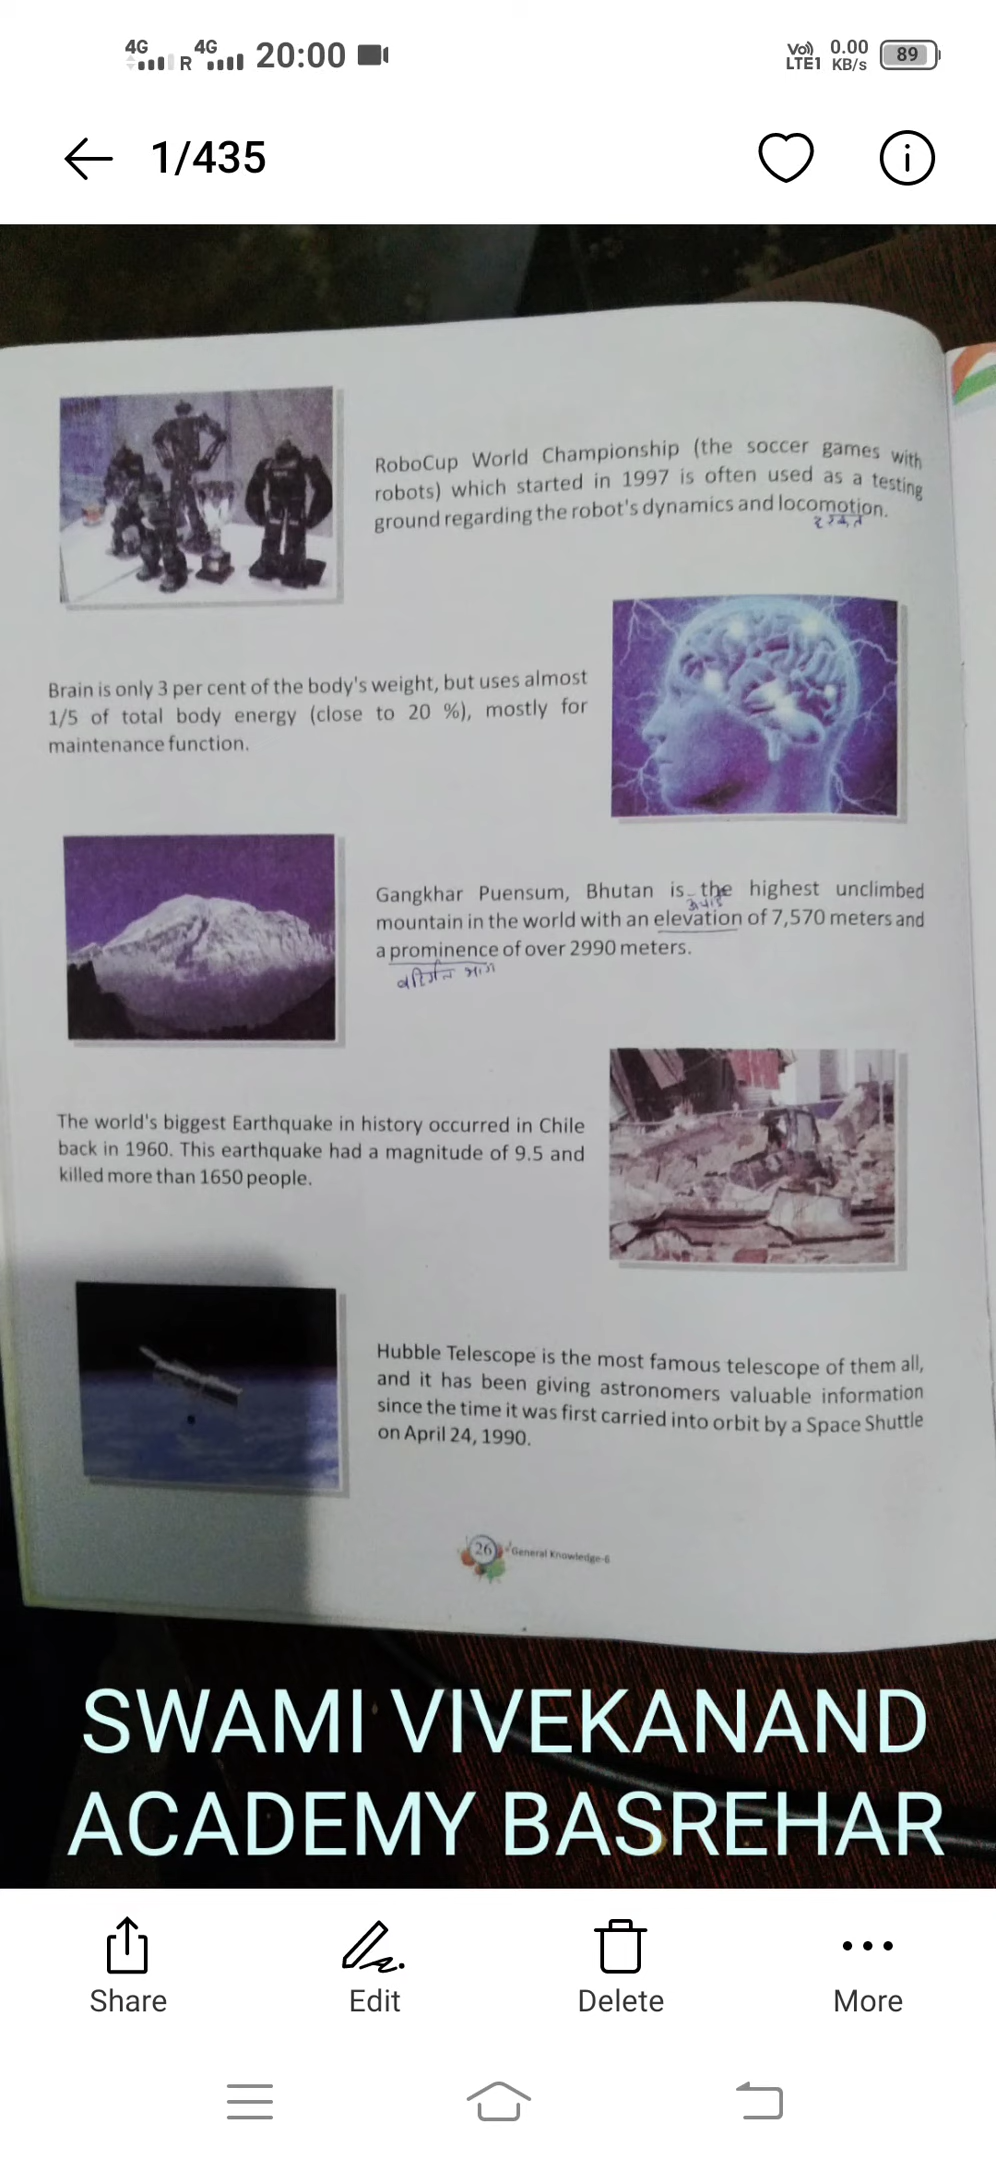 4G R 4G 20:00 Vo)) LTE1 0.00 KB/s 89
1/435
RoboCup World Championship (the soccer games with
robots) which started in 1997 is often used as a testing
ground regarding the robot's dynamics and locomotion.
Brain is only 3 per cent of the body's weight, but uses almost
1/5 of total body energy (close to 20 %), mostly for
maintenance function.
Gangkhar Puensum, Bhutan is the highest unclimbed
mountain in the world with an elevation of 7,570 meters and
a prominence of over 2990 meters.
The world's biggest Earthquake in history occurred in Chile
back in 1960. This earthquake had a magnitude of 9.5 and
killed more than 1650 people.
Hubble Telescope is the most famous telescope of them all,
and it has been giving astronomers valuable information
since the time it was first carried into orbit by a Space Shuttle
on April 24, 1990.
26 General Knowledge-6
SWAMI VIVEKANAND
ACADEMY BASREHAR
Share Edit Delete More